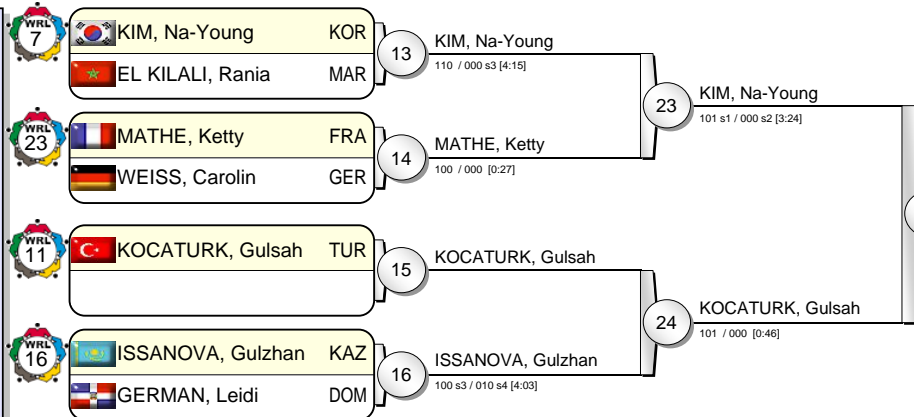 WRL 7 KIM, Na-Young KOR
EL KILALI, Rania MAR
13
KIM, Na-Young
110 / 000 s3 [4:15]
WRL 23 MATHE, Ketty FRA
WEISS, Carolin GER
14
MATHE, Ketty
100 / 000 [0:27]
23
KIM, Na-Young
101 s1 / 000 s2 [3:24]
WRL 11 KOCATURK, Gulsah TUR
15
KOCATURK, Gulsah
WRL 16 ISSANOVA, Gulzhan KAZ
GERMAN, Leidi DOM
16
ISSANOVA, Gulzhan
100 s3 / 010 s4 [4:03]
24
KOCATURK, Gulsah
101 / 000 [0:46]